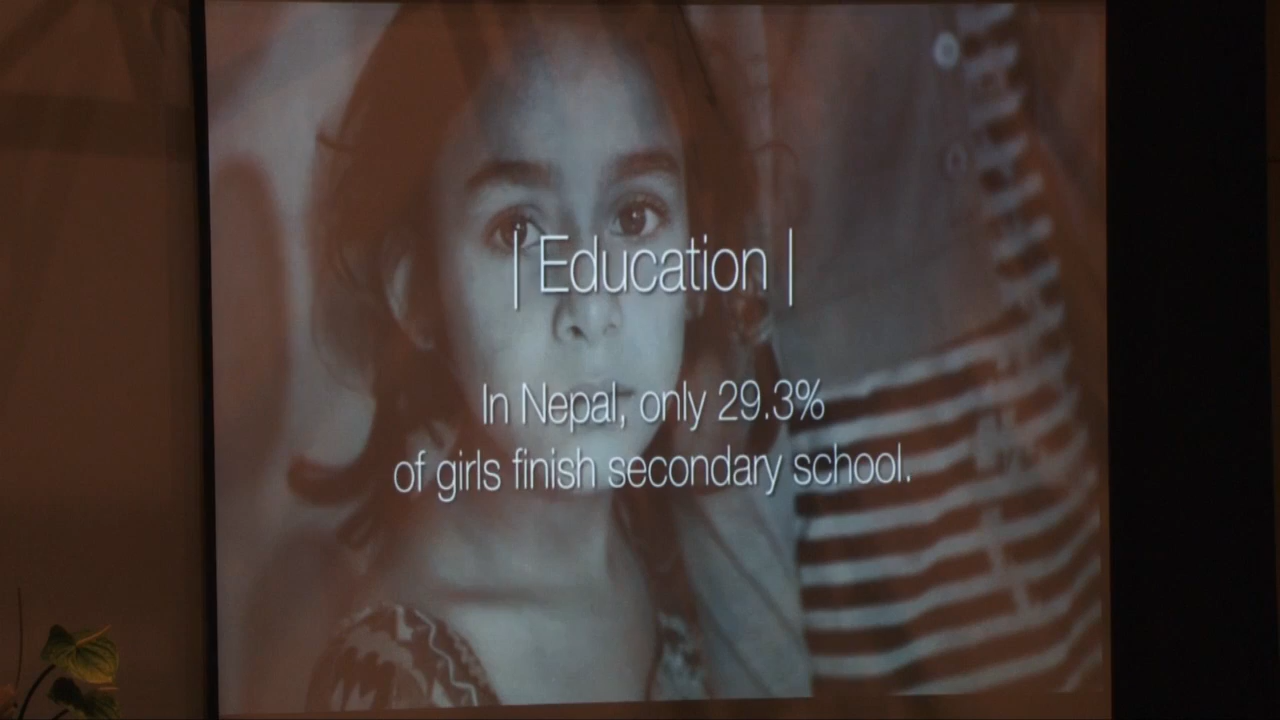 | Education |
In Nepal, only 29.3%
of girls finish secondary school.